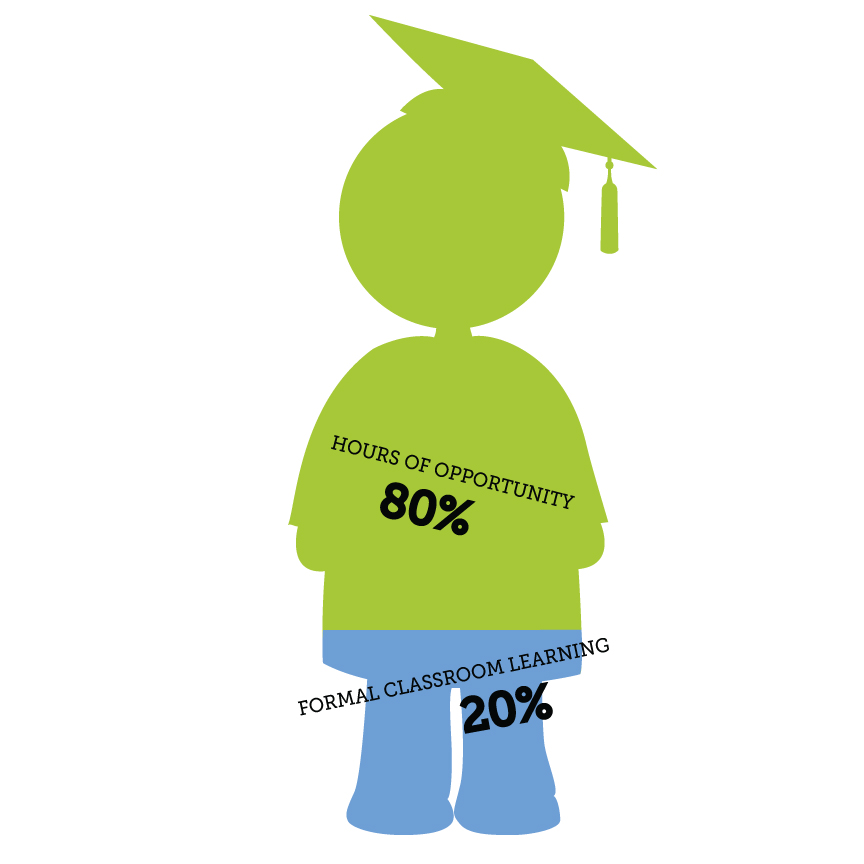 HOURS OF OPPORTUNITY
80%
FORMAL CLASSROOM LEARNING
20%